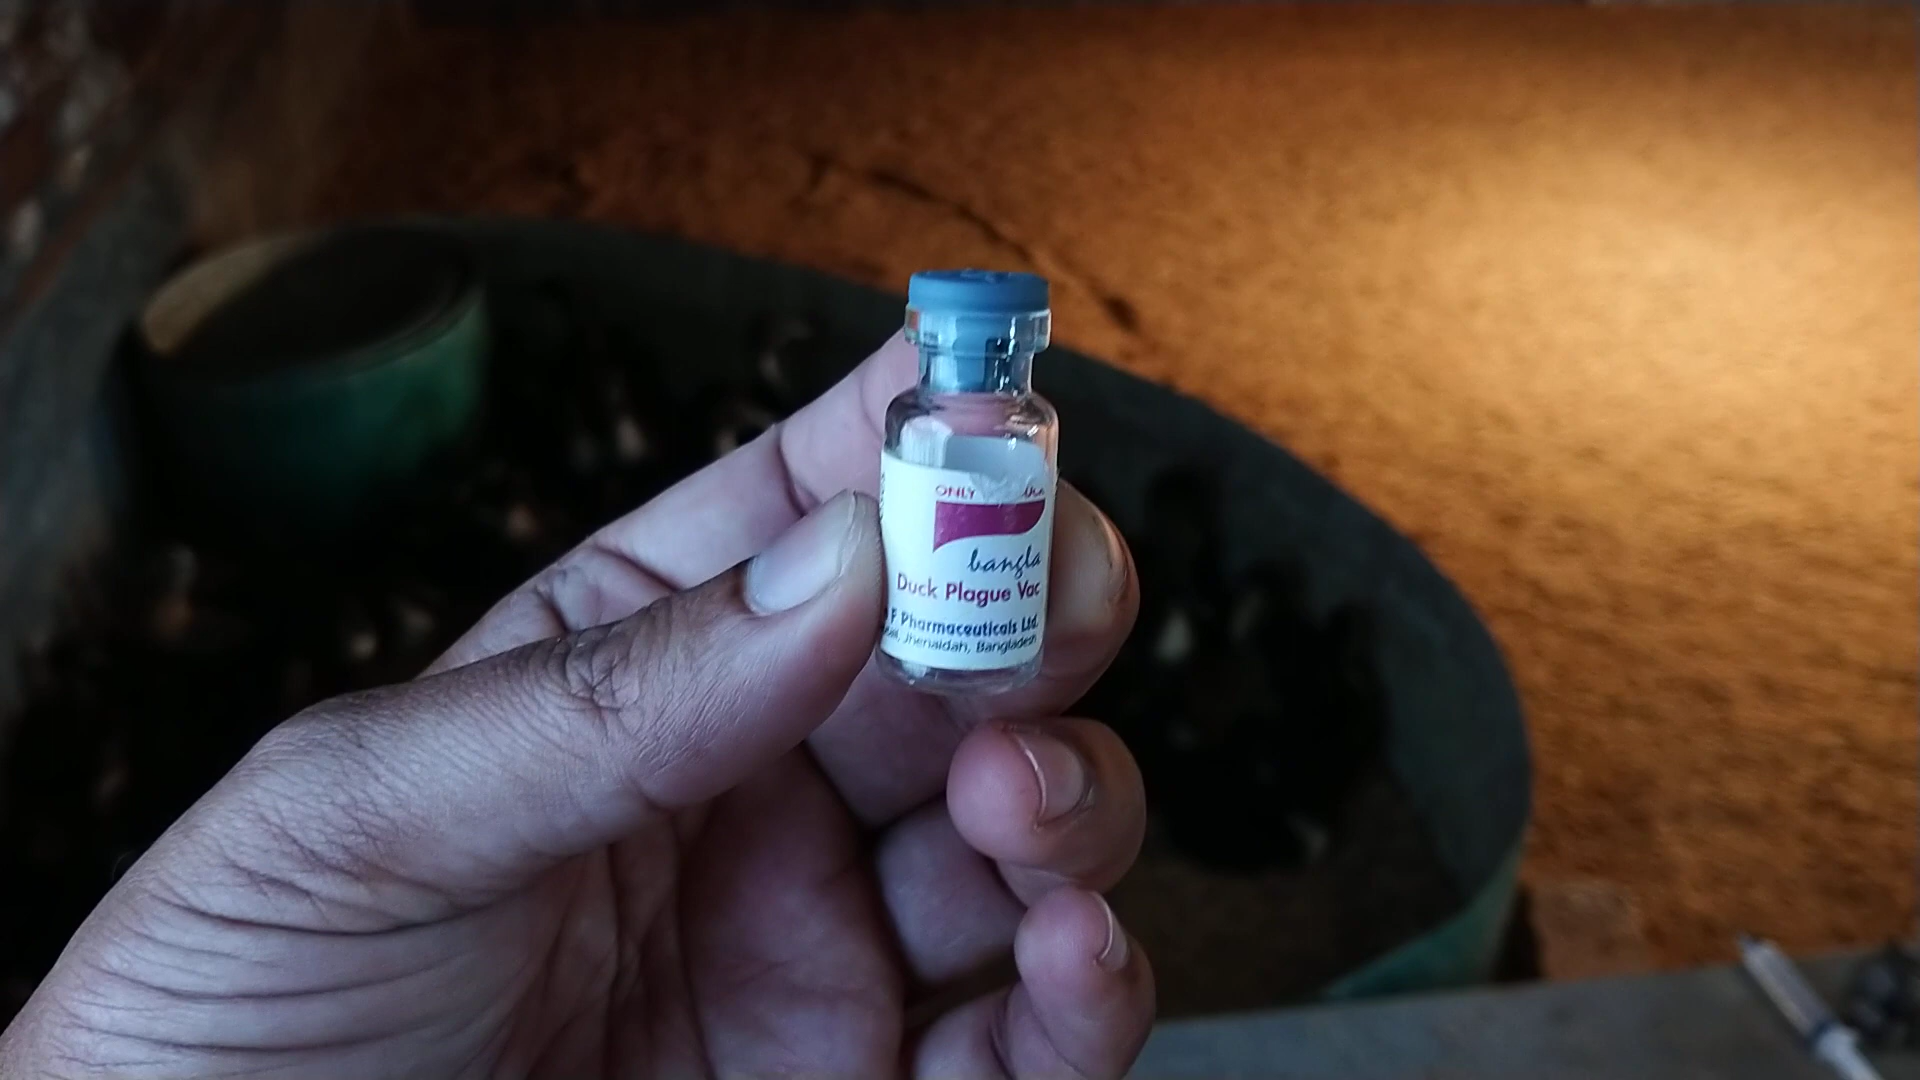 ONLY
bangla
Duck Plague Vac
F Pharmaceuticals Ltd.
Jhenaidah, Bangladesh